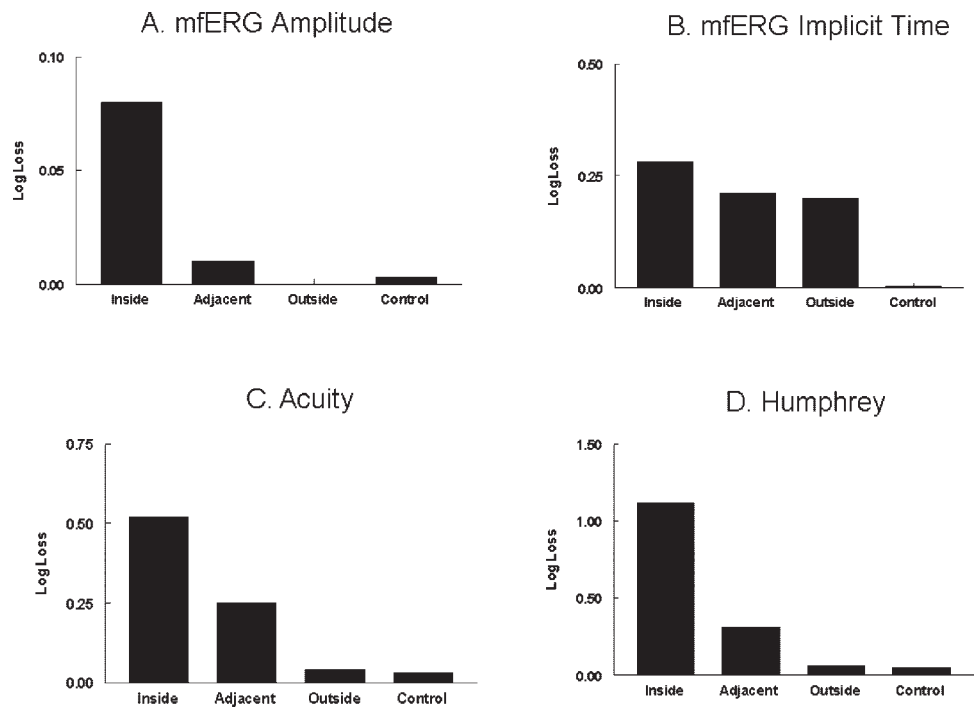 A. mfERG Amplitude
0.10
0.05
0.00
Log Loss
Inside Adjacent Outside Control
B. mfERG Implicit Time
0.50
0.25
0.00
Log Loss
Inside Adjacent Outside Control
C. Acuity
0.75
0.50
0.25
0.00
Log Loss
Inside Adjacent Outside Control
D. Humphrey
1.50
1.00
0.50
0.00
Log Loss
Inside Adjacent Outside Control